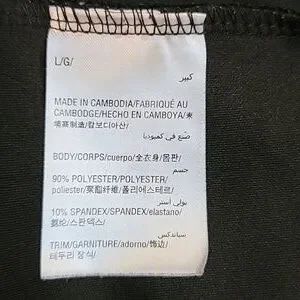 L/G/
كبير
MADE IN CAMBODIA/FABRIQUÉ AU
CAMBODGE/HECHO EN CAMBOYA/柬
埔寨制造/캄보디아산/
صنع في كمبوديا
BODY/CORPS/cuerpo/全衣身/몸판/
جسم
90% POLYESTER/POLYESTER/
poliéster/聚酯纤维/폴리에스테르/
بولي أستر
10% SPANDEX/SPANDEX/elastano/
氨纶/스판덱스/
سباندكس
TRIM/GARNITURE/adorno/饰边/
테두리 장식/